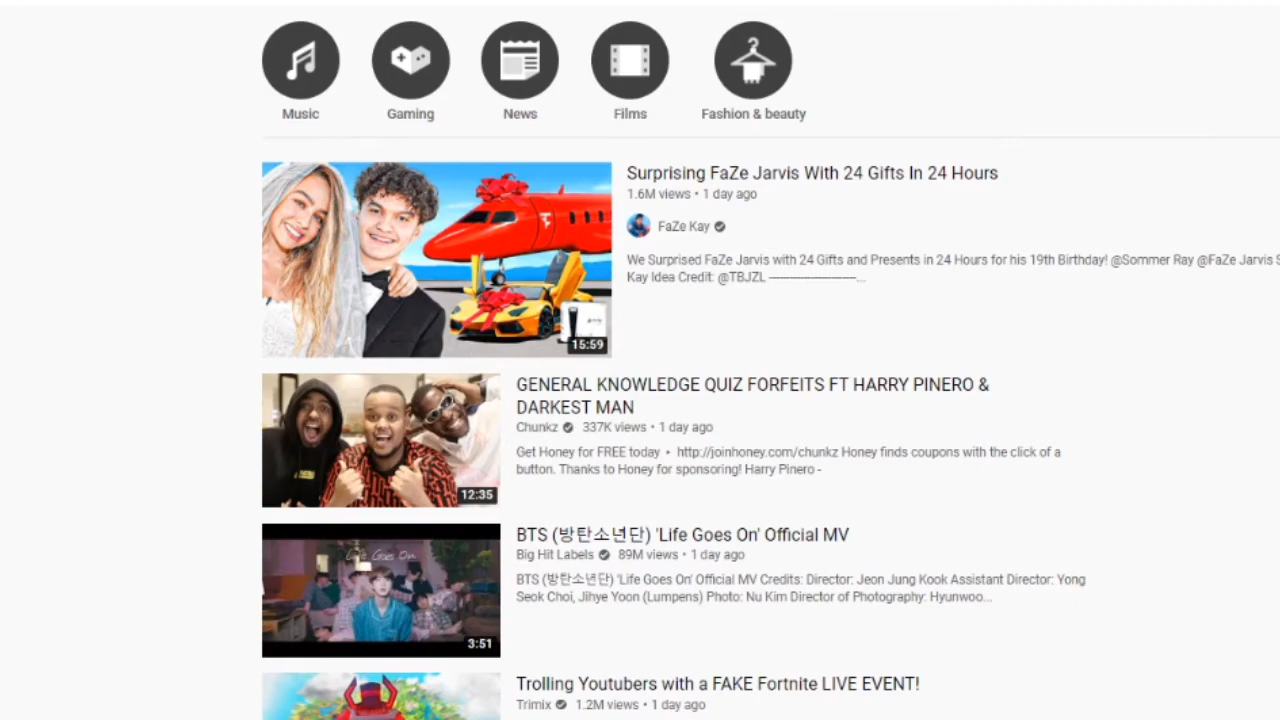 Music
Gaming
News
Films
Fashion & beauty
Surprising FaZe Jarvis With 24 Gifts In 24 Hours
1.6M views • 1 day ago
FaZe Kay
We Surprised FaZe Jarvis with 24 Gifts and Presents in 24 Hours for his 19th Birthday! @Sommer Ray @FaZe Jarvis S
Kay Idea Credit: @TBJZL ---------------------------...
15:59
GENERAL KNOWLEDGE QUIZ FORFEITS FT HARRY PINERO &
DARKEST MAN
Chunkz 337K views • 1 day ago
Get Honey for FREE today ▸ http://joinhoney.com/chunkz Honey finds coupons with the click of a
button. Thanks to Honey for sponsoring! Harry Pinero -
12:35
BTS (방탄소년단) 'Life Goes On' Official MV
Big Hit Labels 89M views • 1 day ago
BTS (방탄소년단) 'Life Goes On' Official MV Credits: Director: Jeon Jung Kook Assistant Director: Yong
Seok Choi, Jihye Yoon (Lumpens) Photo: Nu Kim Director of Photography: Hyunwoo...
Life Goes On
3:51
Trolling Youtubers with a FAKE Fortnite LIVE EVENT!
Trimix 1.2M views • 1 day ago